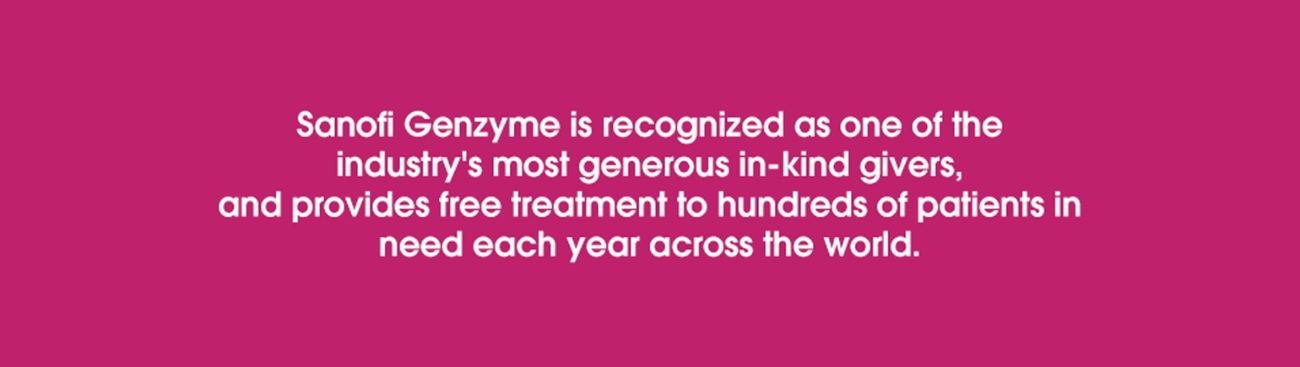 Sanofi Genzyme is recognized as one of the
industry's most generous in-kind givers,
and provides free treatment to hundreds of patients in
need each year across the world.